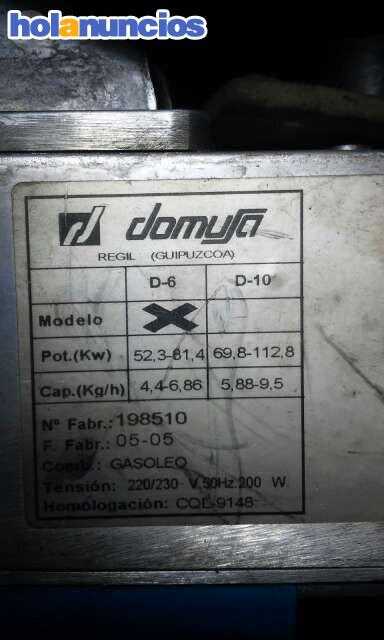 holanuncios
domusa
REGIL (GUIPUZCOA)
D-6 D-10
Modelo X
Pot.(Kw) 52,3-81,4 69,8-112,8
Cap.(Kg/h) 4,4-6,86 5,88-9,5
Nº Fabr.:198510
F. Fabr.: 05-05
Comb.: GASOLEO
Tensión: 220/230 V,50Hz.200 W
Homologación: CQL-9148